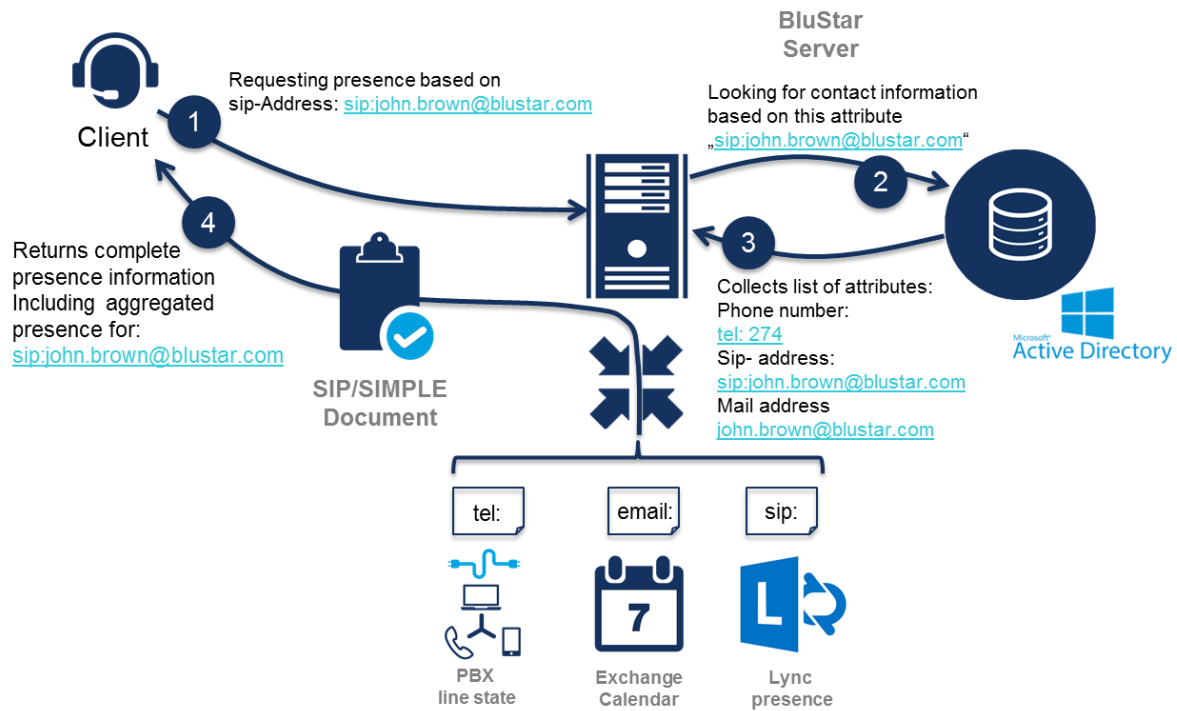 BluStar
Server
Requesting presence based on
sip-Address: sip:john.brown@blustar.com
1
Client
Looking for contact information
based on this attribute
„sip:john.brown@blustar.com“
2
3
4
Returns complete
presence information
Including aggregated
presence for:
sip:john.brown@blustar.com
SIP/SIMPLE
Document
Collects list of attributes:
Phone number:
tel: 274
Sip- address:
sip:john.brown@blustar.com
Mail address
john.brown@blustar.com
Microsoft®
Active Directory
tel:
email:
sip:
7
L
PBX
line state
Exchange
Calendar
Lync
presence